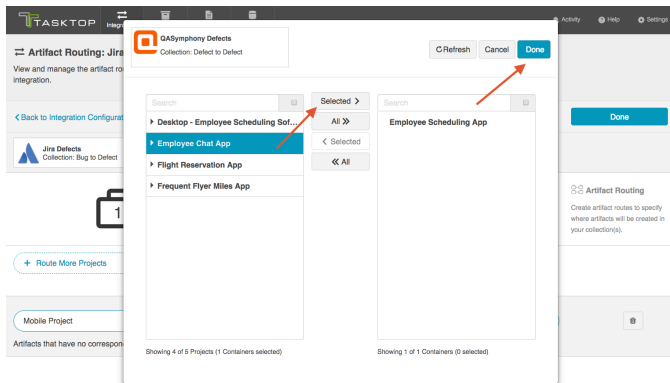 TASKTOP
Integr
Activity
Help
Settings
Artifact Routing: Jira
View and manage the artifact ro
integration.
Back to Integration Configurat
Done
Jira Defects
Collection: Bug to Defect
1
Artifact Routing
Create artifact routes to specify
where artifacts will be created in
your collection(s).
+ Route More Projects
Mobile Project
Artifacts that have no correspon
QASymphony Defects
Collection: Defect to Defect
Refresh
Cancel
Done
Search
Desktop - Employee Scheduling Sof...
Employee Chat App
Flight Reservation App
Frequent Flyer Miles App
Showing 4 of 5 Projects (1 Containers selected)
Selected >
All >>
< Selected
<< All
Search
Employee Scheduling App
Showing 1 of 1 Containers (0 selected)